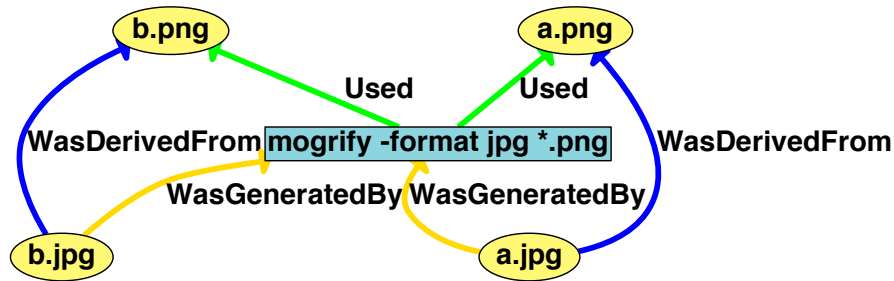 b.png
a.png
Used
Used
WasDerivedFrom
mogrify -format jpg *.png
WasDerivedFrom
WasGeneratedBy
WasGeneratedBy
b.jpg
a.jpg